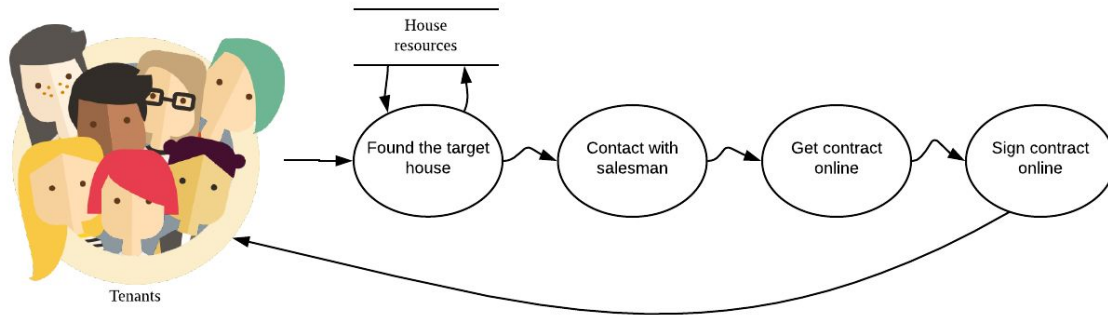 House
resources
Found the target
house
Contact with
salesman
Get contract
online
Sign contract
online
Tenants